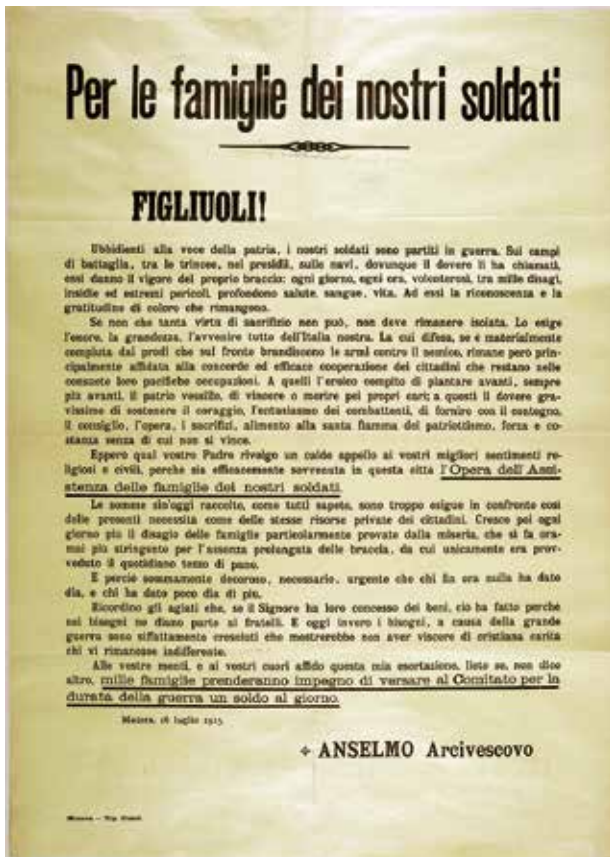 Per le famiglie dei nostri soldati
FIGLIUOLI!
Ubbidienti alla voce della patria, i nostri soldati sono partiti in guerra. Sui campi
di battaglia, tra le trincee, nei presidii, sulle navi, dovunque il dovere li ha chiamati,
essi danno il vigore del proprio braccio: ogni giorno, ogni ora, volenterosi, tra mille disagi,
insidie ed estremi pericoli, profondono salute, sangue, vita. Ad essi la riconoscenza e la
gratitudine di coloro che rimangono.
Se non che tanta virtù di sacrificio non può, non deve rimanere isolata. Lo esige
l'onore, la grandezza, l'avvenire tutto dell'Italia nostra. La cui difesa, se è materialmente
compiuta dai prodi che sul fronte brandiscono le armi contro il nemico, rimane però prin-
cipalmente affidata alla concorde ed efficace cooperazione dei cittadini che restano nelle
consuete loro pacifiche occupazioni. A quelli l'eroico compito di piantare avanti, sempre
più avanti, il patrio vessillo, di vincere o morire pei propri cari; a questi il dovere gra-
vissimo di sostenere il coraggio, l'entusiasmo dei combattenti, di fornire con il contegno,
il consiglio, l'opera, i sacrifizi, alimento alla santa fiamma del patriottismo, forza e co-
stanza senza di cui non si vince.
Epperò qual vostro Padre rivolgo un caldo appello ai vostri migliori sentimenti re-
ligiosi e civili, perchè sia efficacemente sovvenuta in questa città l'Opera dell'Assi-
stenza delle famiglie dei nostri soldati.
Le somme sin'oggi raccolte, come tutti sapete, sono troppo esigue in confronto così
delle presenti necessità come delle stesse risorse private dei cittadini. Cresce poi ogni
giorno più il disagio delle famiglie particolarmente provate dalla miseria, che si fa ora-
mai più stringente per l'assenza prolungata delle braccia, da cui unicamente era prov-
veduto il quotidiano tozzo di pane.
È perciò sommamente decoroso, necessario, urgente che chi fin ora nulla ha dato
dia, e chi ha dato poco dia di più.
Ricordino gli agiati che, se il Signore ha loro concesso dei beni, ciò ha fatto perchè
nei bisogni ne diano parte ai fratelli. E oggi invero i bisogni, a causa della grande
guerra sono siffattamente cresciuti che mostrerebbe non aver viscere di cristiana carità
chi vi rimanesse indifferente.
Alle vostre menti, e ai vostri cuori affido questa mia esortazione, lieto se, non dico
altro, mille famiglie prenderanno impegno di versare al Comitato per la
durata della guerra un soldo al giorno.
Matera, luglio 1915.
✠ ANSELMO Arcivescovo
Matera - Tip.